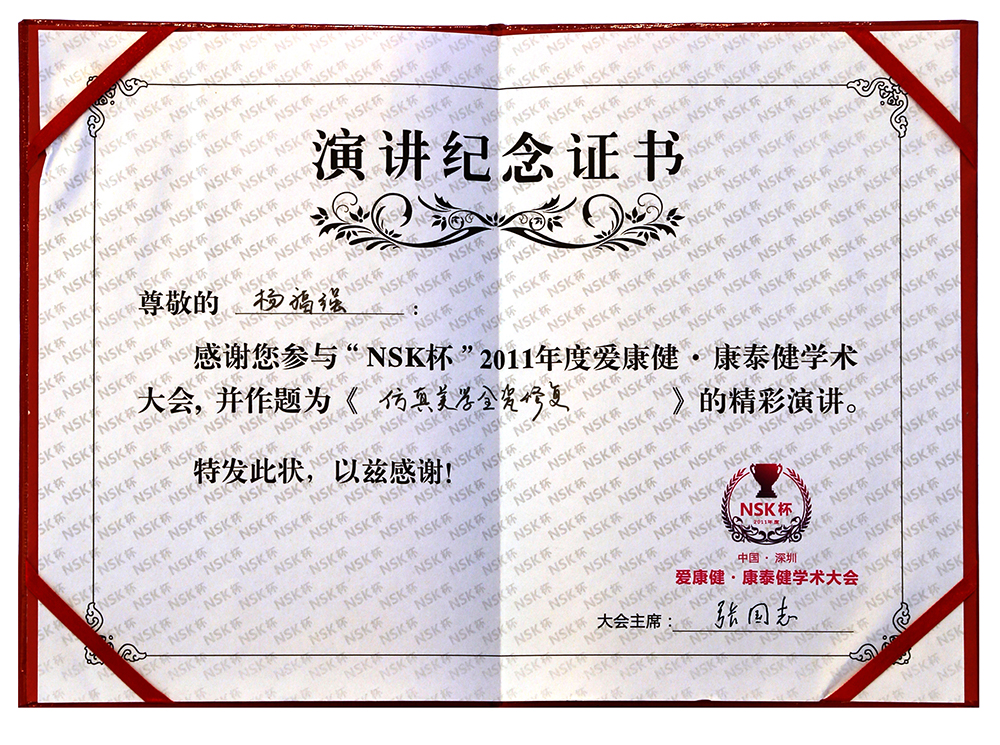 演讲纪念证书
尊敬的 杨福强 :
感谢您参与“NSK杯”2011年度爱康健·康泰健学术
大会,并作题为《 仿真美学全瓷修复 》的精彩演讲。
特发此状，以兹感谢!
NSK杯
2011年度
中国·深圳
爱康健·康泰健学术大会
大会主席: 张国志